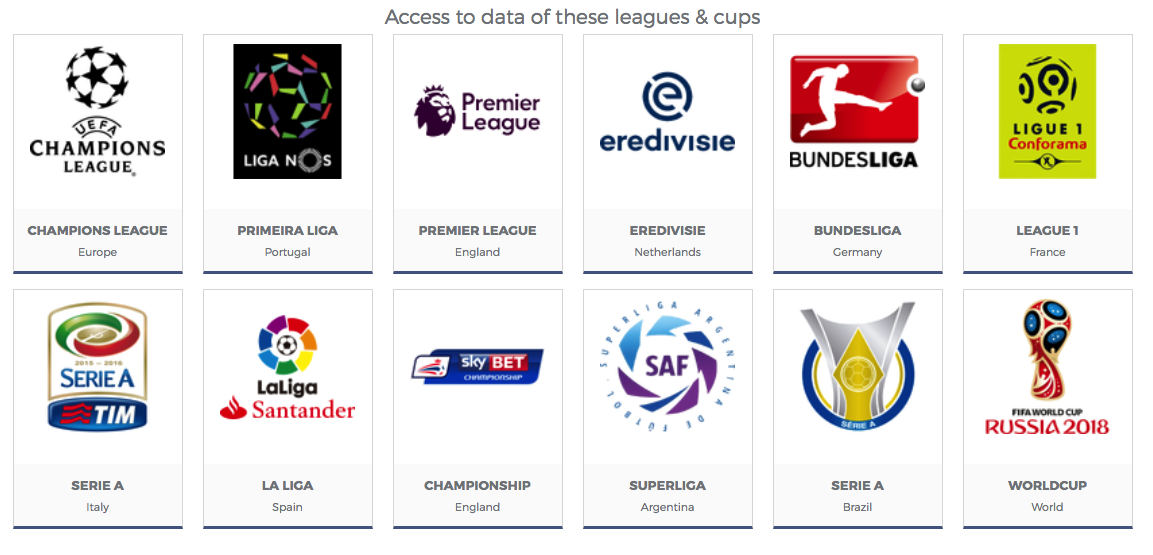 Access to data of these leagues & cups
UEFA
CHAMPIONS
LEAGUE®
CHAMPIONS LEAGUE
Europe
LIGA NOS
PRIMEIRA LIGA
Portugal
Premier
League
PREMIER LEAGUE
England
eredivisie
EREDIVISIE
Netherlands
BUNDESLIGA
BUNDESLIGA
Germany
LIGUE 1
Conforama
LEAGUE 1
France
2015 — 2016
SERIE A
TIM
SERIE A
Italy
LaLiga
Santander
LA LIGA
Spain
sky BET
CHAMPIONSHIP
CHAMPIONSHIP
England
SUPERLIGA ARGENTINA DE FÚTBOL
SAF
SUPERLIGA
Argentina
SÉRIE A
SERIE A
Brazil
FIFA WORLD CUP
RUSSIA 2018
WORLDCUP
World